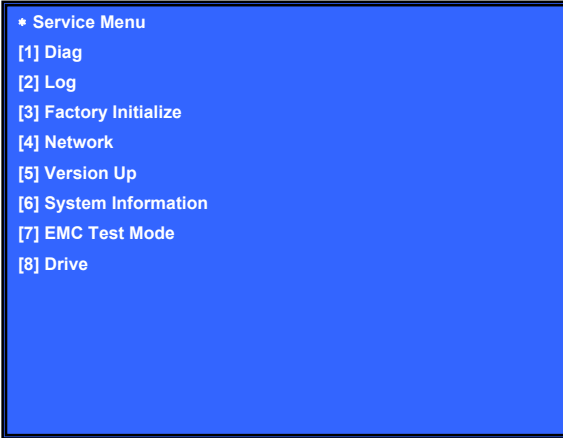 * Service Menu
[1] Diag
[2] Log
[3] Factory Initialize
[4] Network
[5] Version Up
[6] System Information
[7] EMC Test Mode
[8] Drive